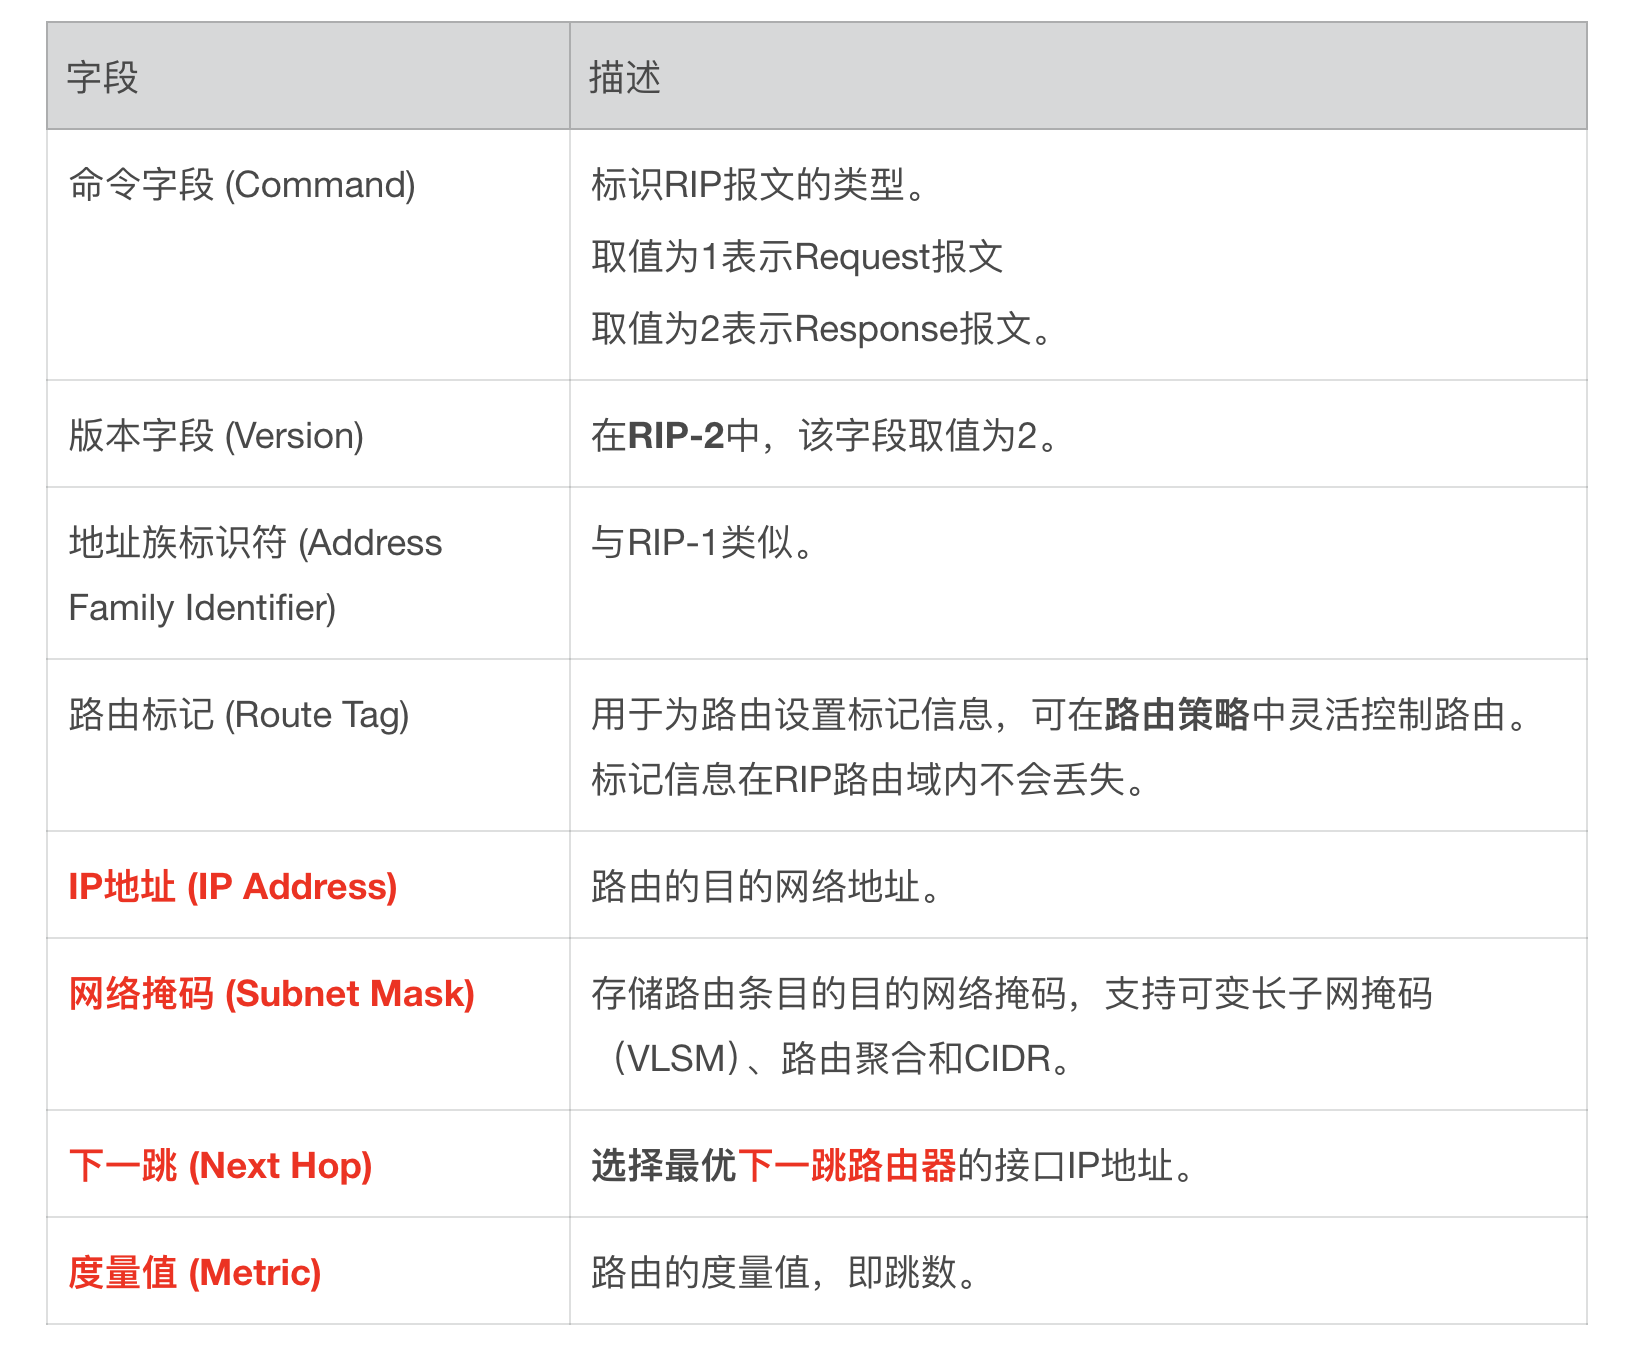 字段
描述
命令字段 (Command)
标识RIP报文的类型。
取值为1表示Request报文
取值为2表示Response报文。
版本字段 (Version)
在RIP-2中，该字段取值为2。
地址族标识符 (Address
Family Identifier)
与RIP-1类似。
路由标记 (Route Tag)
用于为路由设置标记信息，可在路由策略中灵活控制路由。
标记信息在RIP路由域内不会丢失。
IP地址 (IP Address)
路由的目的网络地址。
网络掩码 (Subnet Mask)
存储路由条目的目的网络掩码，支持可变长子网掩码
（VLSM）、路由聚合和CIDR。
下一跳 (Next Hop)
选择最优下一跳路由器的接口IP地址。
度量值 (Metric)
路由的度量值，即跳数。